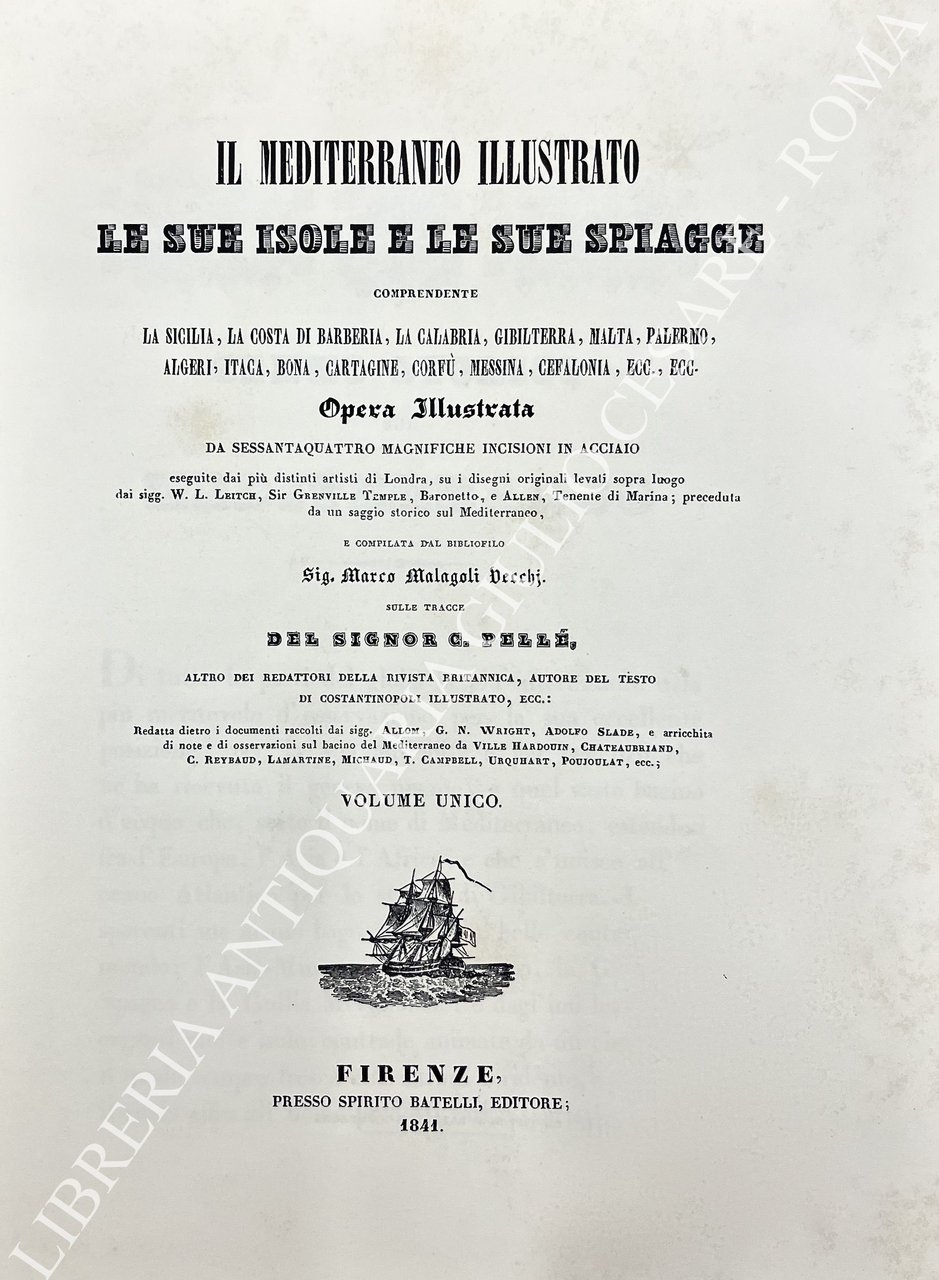 IL MEDITERRANEO ILLUSTRATO
LE SUE ISOLE E LE SUE SPIAGGE
COMPRENDENTE
LA SICILIA, LA COSTA DI BARBERIA, LA CALABRIA, GIBILTERRA, MALTA, PALERMO,
ALGERI, ITACA, BONA, CARTAGINE, CORFÙ, MESSINA, CEFALONIA, ECC., ECC.
Opera Illustrata
DA SESSANTAQUATTRO MAGNIFICHE INCISIONI IN ACCIAIO
eseguite dai più distinti artisti di Londra, su i disegni originali levati sopra luogo
dai sigg. W. L. LEITCH, Sir GRENVILLE TEMPLE, Baronetto, e ALLEN, Tenente di Marina; preceduta
da un saggio storico sul Mediterraneo,
E COMPILATA DAL BIBLIOFILO
Sig. Marco Malagoli Vecchj.
SULLE TRACCE
DEL SIGNOR C. PELLÉ,
ALTRO DEI REDATTORI DELLA RIVISTA BRITANNICA, AUTORE DEL TESTO
DI COSTANTINOPOLI ILLUSTRATO, ECC.:
Redatta dietro i documenti raccolti dai sigg. ALLOM, G. N. WRIGHT, ADOLFO SLADE, e arricchita
di note e di osservazioni sul bacino del Mediterraneo da VILLE HARDOUIN, CHATEAUBRIAND,
C. REYBAUD, LAMARTINE, MICHAUD, T. CAMPBELL, URQUHART, POUJOULAT, ecc.;
VOLUME UNICO.
FIRENZE,
PRESSO SPIRITO BATELLI, EDITORE;
1841.
LIBRERIA ANTIQUARIA GIULIO CESARE - ROMA